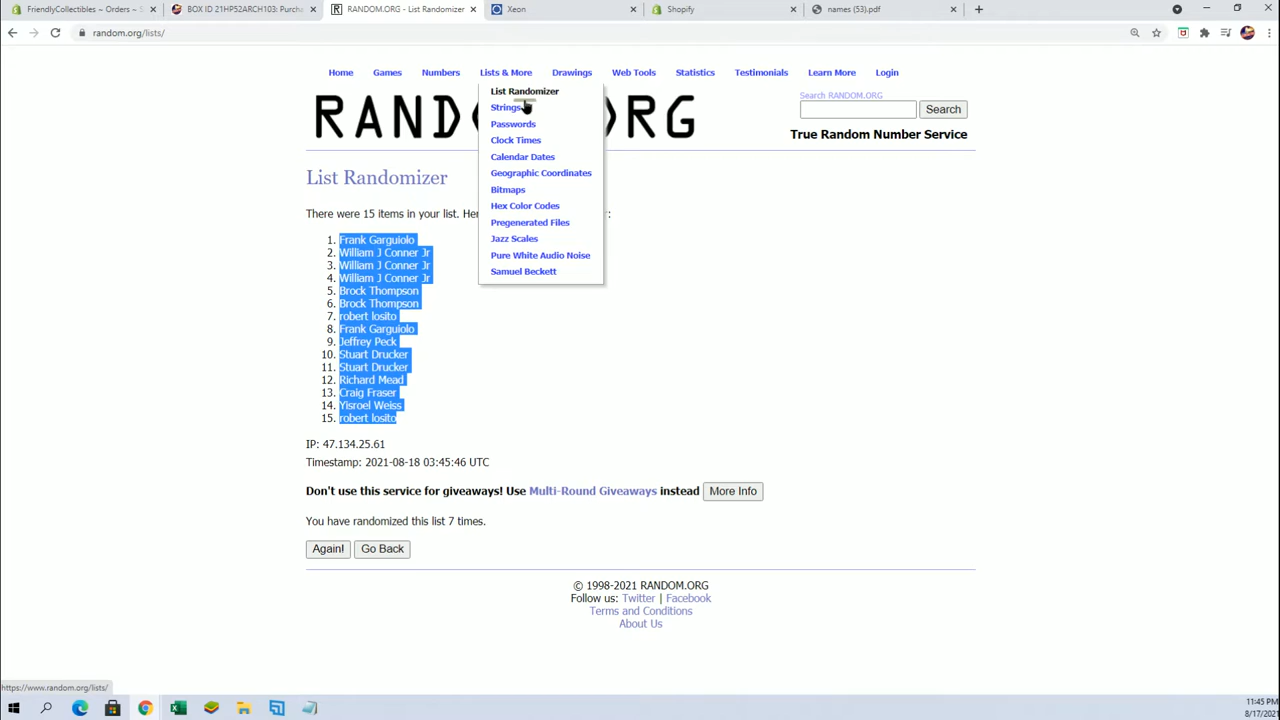 FriendlyCollectibles ~ Orders ~ S
BOX ID 21HP52ARCH103: Purcha
RANDOM.ORG - List Randomizer
Xeon
Shopify
names (53).pdf
random.org/lists/
Home Games Numbers Lists & More Drawings Web Tools Statistics Testimonials Learn More Login
List Randomizer
Strings
Passwords
Clock Times
Calendar Dates
Geographic Coordinates
Bitmaps
Hex Color Codes
Pregenerated Files
Jazz Scales
Pure White Audio Noise
Samuel Beckett
RAND RG
Search RANDOM.ORG
Search
True Random Number Service
List Randomizer
There were 15 items in your list. Her r:
1. Frank Garguiolo
2. William J Conner Jr
3. William J Conner Jr
4. William J Conner Jr
5. Brock Thompson
6. Brock Thompson
7. robert losito
8. Frank Garguiolo
9. Jeffrey Peck
10. Stuart Drucker
11. Stuart Drucker
12. Richard Mead
13. Craig Fraser
14. Yisroel Weiss
15. robert losito
IP: 47.134.25.61
Timestamp: 2021-08-18 03:45:46 UTC
Don't use this service for giveaways! Use Multi-Round Giveaways instead More Info
You have randomized this list 7 times.
Again! Go Back
© 1998-2021 RANDOM.ORG
Follow us: Twitter | Facebook
Terms and Conditions
About Us
https://www.random.org/lists/
11:45 PM
8/17/2021